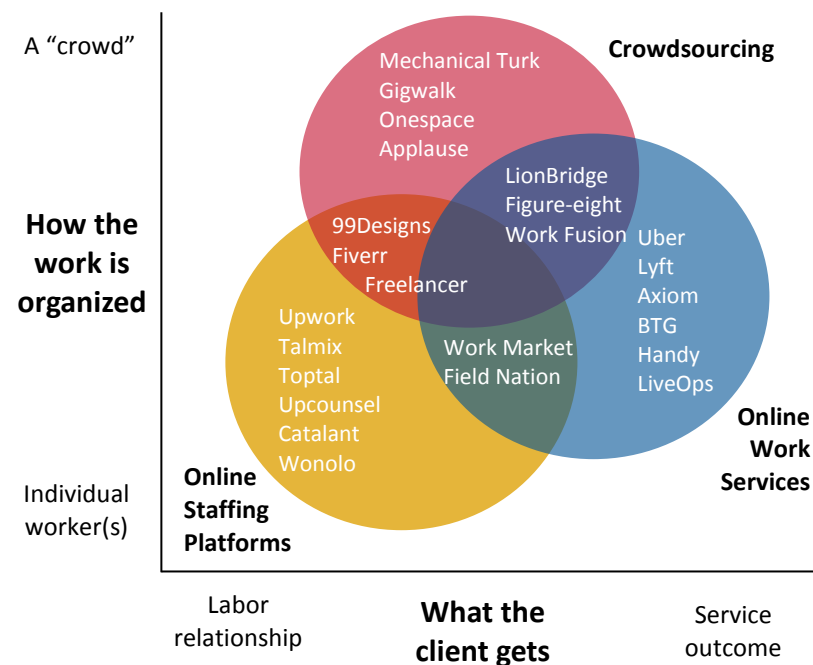 A “crowd”
Crowdsourcing
Mechanical Turk
Gigwalk
Onespace
Applause
LionBridge
Figure-eight
Work Fusion
How the
work is
organized
99Designs
Fiverr
Freelancer
Uber
Lyft
Axiom
BTG
Handy
LiveOps
Upwork
Talmix
Toptal
Upcounsel
Catalant
Wonolo
Work Market
Field Nation
Online
Work
Services
Online
Staffing
Platforms
Individual
worker(s)
Labor
relationship
What the
client gets
Service
outcome